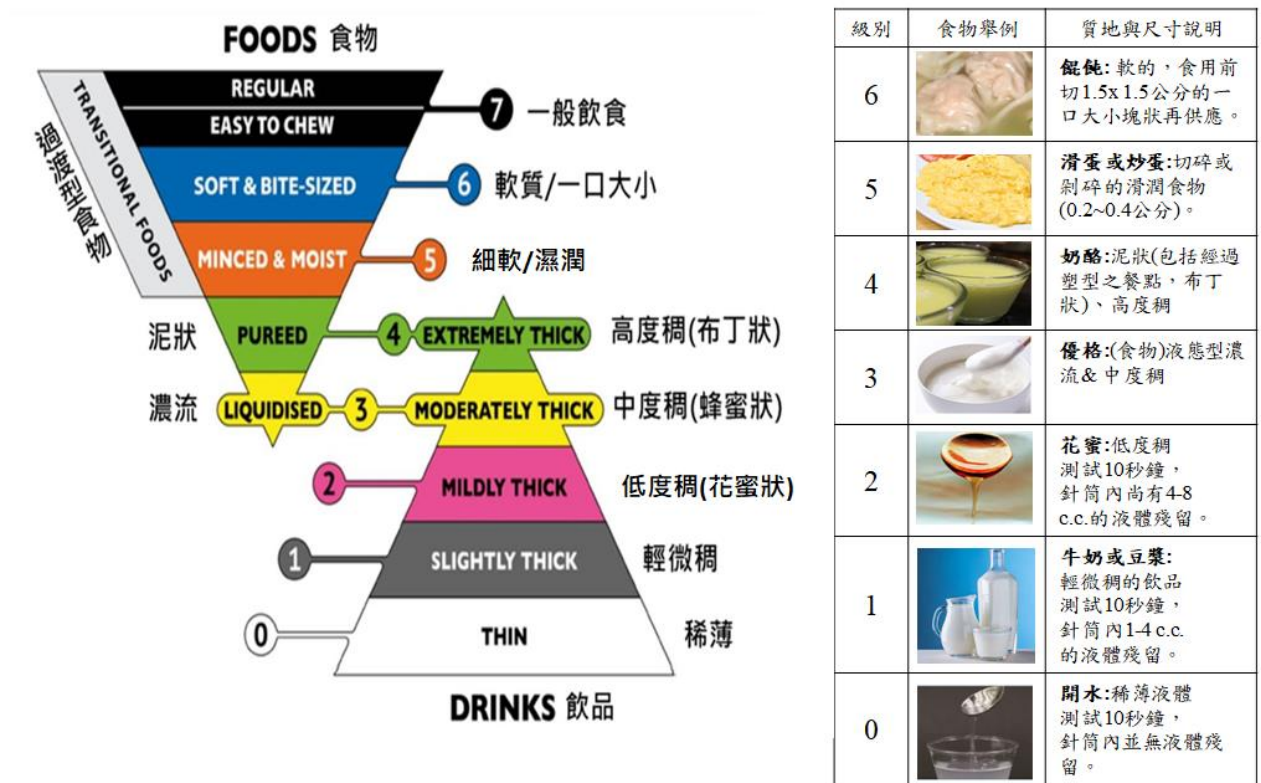 FOODS 食物
REGULAR
EASY TO CHEW
7 一般飲食
TRANSITIONAL FOODS
過渡型食物
SOFT & BITE-SIZED
6 軟質/一口大小
MINCED & MOIST
5 細軟/濕潤
泥狀 PUREED 4 EXTREMELY THICK 高度稠(布丁狀)
濃流 LIQUIDISED 3 MODERATELY THICK 中度稠(蜂蜜狀)
2 MILDLY THICK 低度稠(花蜜狀)
1 SLIGHTLY THICK 輕微稠
0 THIN 稀薄
DRINKS 飲品
級別 食物舉例 質地與尺寸說明
6
餛飩: 軟的,食用前
切1.5x 1.5公分的一
口大小塊狀再供應。
5
滑蛋或炒蛋:切碎或
剁碎的滑潤食物
(0.2~0.4公分)。
4
奶酪:泥狀(包括經過
塑型之餐點,布丁
狀)、高度稠
3
優格:(食物)液態型濃
流&中度稠
2
花蜜:低度稠
測試10秒鐘,
針筒內尚有4-8
c.c.的液體殘留。
1
牛奶或豆漿:
輕微稠的飲品
測試10秒鐘,
針筒內1-4 c.c.
的液體殘留。
0
開水:稀薄液體
測試10秒鐘,
針筒內並無液體殘
留。